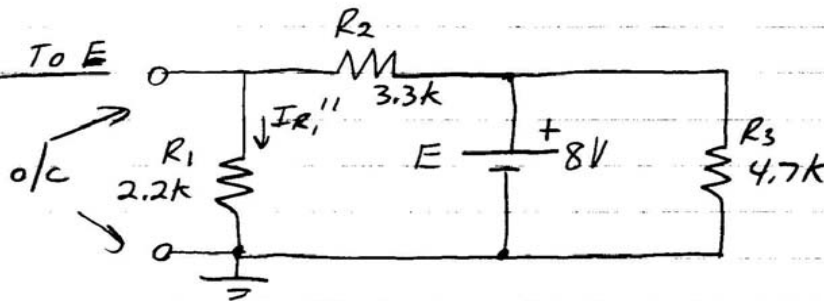 To E
R2
3.3k
IR1''
o/c
R1
2.2k
E
+
8V
R3
4.7k